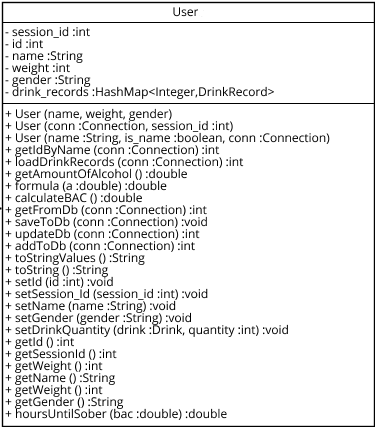 User
- session_id :int
- id :int
- name :String
- weight :int
- gender :String
- drink_records :HashMap<Integer,DrinkRecord>
+ User (name, weight, gender)
+ User (conn :Connection, session_id :int)
+ User (name :String, is_name :boolean, conn :Connection)
+ getIdByName (conn :Connection) :int
+ loadDrinkRecords (conn :Connection) :int
+ getAmountOfAlcohol () :double
+ formula (a :double) :double
+ calculateBAC () :double
+ getFromDb (conn :Connection) :int
+ saveToDb (conn :Connection) :void
+ updateDb (conn :Connection) :int
+ addToDb (conn :Connection) :int
+ toStringValues () :String
+ toString () :String
+ setId (id :int) :void
+ setSession_Id (session_id :int) :void
+ setName (name :String) :void
+ setGender (gender :String) :void
+ setDrinkQuantity (drink :Drink, quantity :int) :void
+ getId () :int
+ getSessionId () :int
+ getWeight () :int
+ getName () :String
+ getWeight () :int
+ getGender () :String
+ hoursUntilSober (bac :double) :double